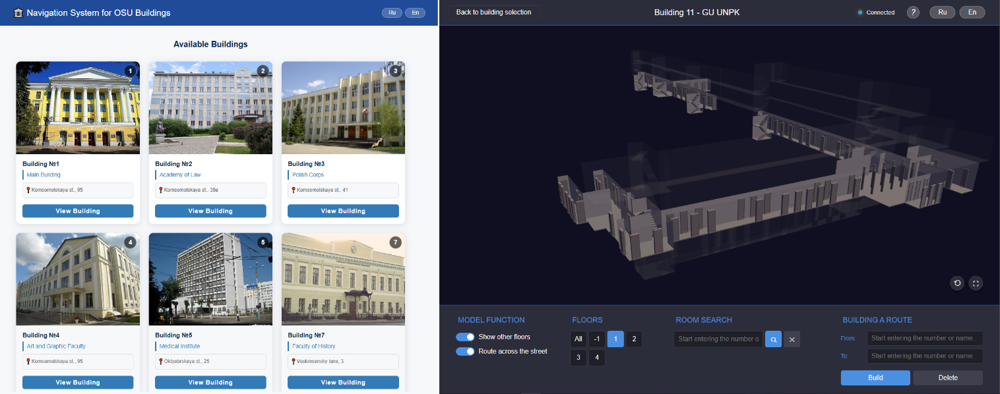 Navigation System for OSU Buildings
Ru
En
Available Buildings
1
2
3
Building №1
Main Building
Komsomolskaya st., 95
View Building
Building №2
Academy of Law
Komsomolskaya st., 39a
View Building
Building №3
Polish Corps
Komsomolskaya st., 41
View Building
4
5
7
Building №4
Art and Graphic Faculty
Komsomolskaya st., 95
View Building
Building №5
Medical Institute
Oktyabrskaya st., 25
View Building
Building №7
Faculty of History
Voskresensky lane, 3
View Building
Back to building selection
Building 11 - GU UNPK
Connected
?
Ru
En
MODEL FUNCTION
Show other floors
Route across the street
FLOORS
All
-1
1
2
3
4
ROOM SEARCH
Start entering the number o
BUILDING A ROUTE
From:
Start entering the number or name...
To:
Start entering the number or name...
Build
Delete